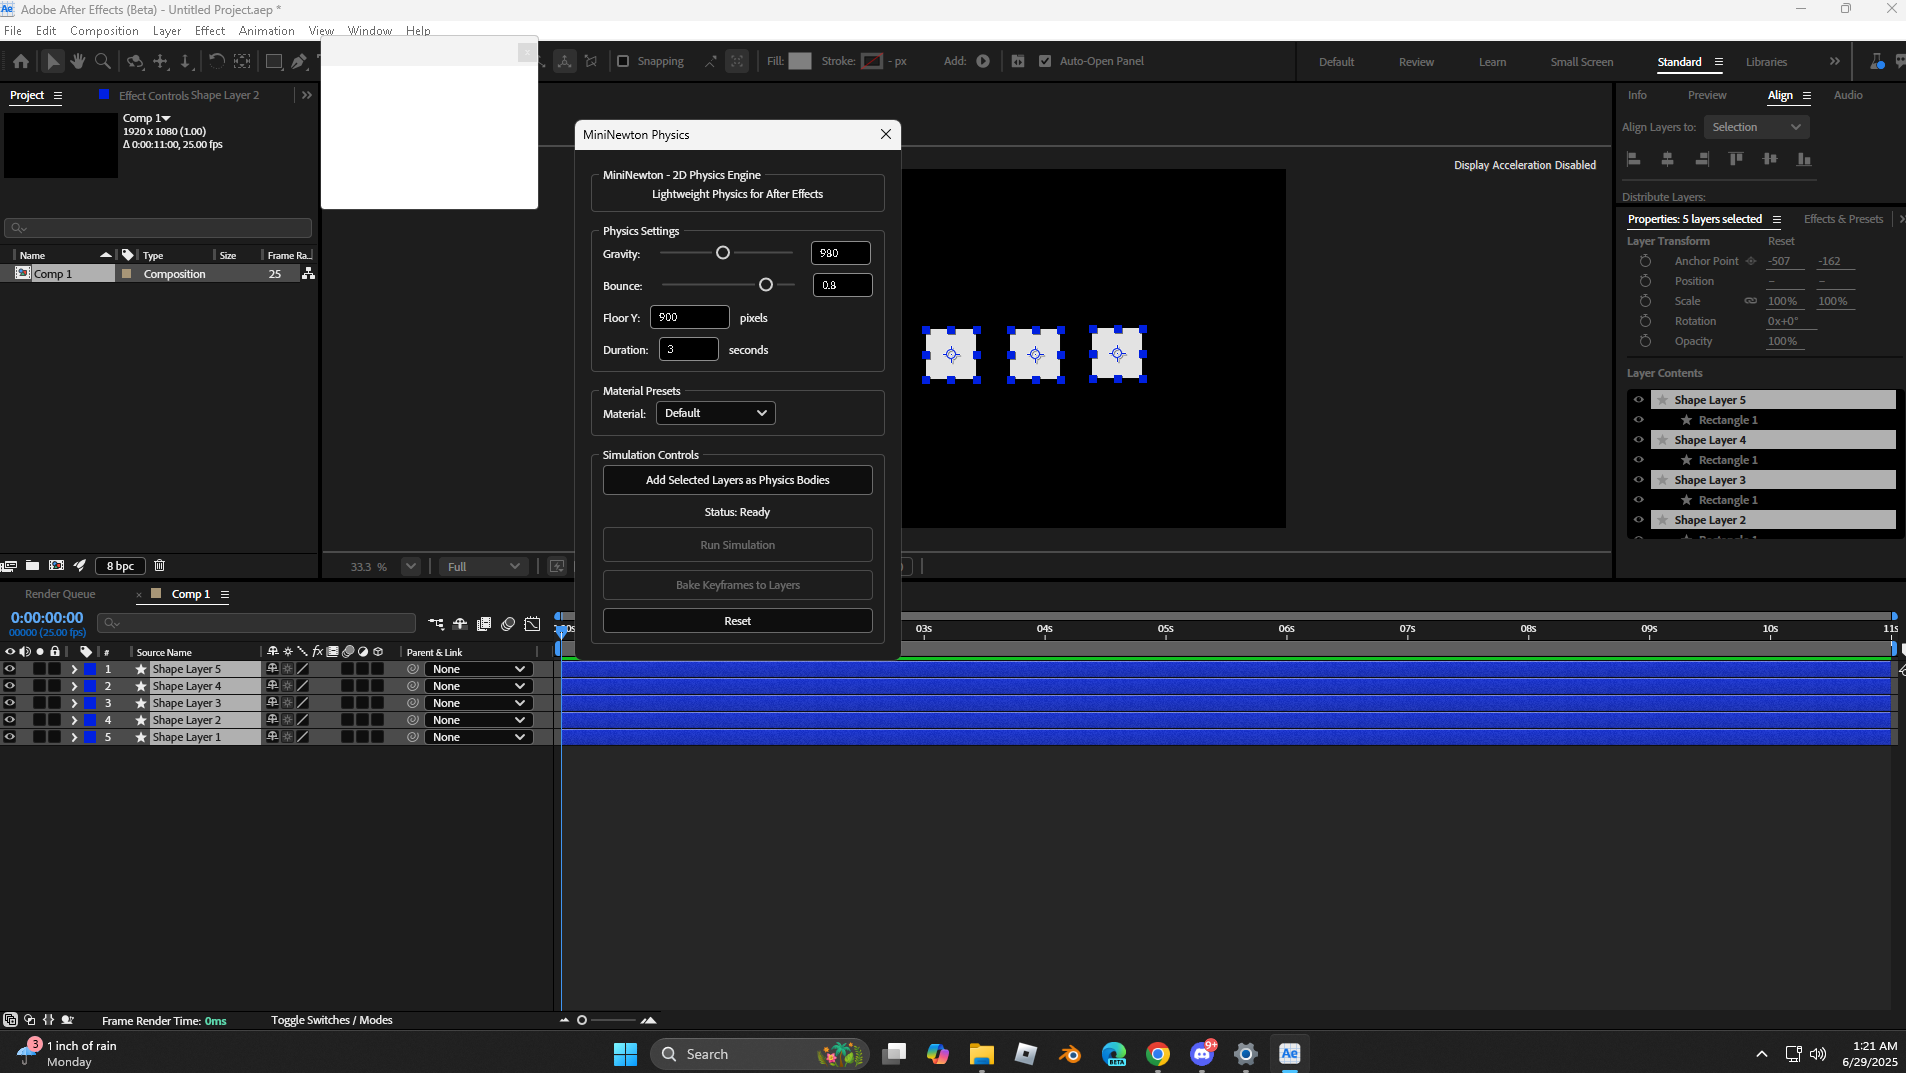 Adobe After Effects (Beta) - Untitled Project.aep *
File Edit Composition Layer Effect Animation View Window Help
Snapping Fill: Stroke: - px Add: Auto-Open Panel Default Review Learn Small Screen Standard Libraries
Project Effect Controls Shape Layer 2
Comp 1
1920 x 1080 (1.00)
Δ 0:00:11:00, 25.00 fps
Name Type Size Frame Ra..
Comp 1 Composition 25
8 bpc
MiniNewton Physics
MiniNewton - 2D Physics Engine
Lightweight Physics for After Effects
Physics Settings
Gravity: 980
Bounce: 0.8
Floor Y: 900 pixels
Duration: 3 seconds
Material Presets
Material: Default
Simulation Controls
Add Selected Layers as Physics Bodies
Status: Ready
Run Simulation
Bake Keyframes to Layers
Reset
Display Acceleration Disabled
33.3 % Full
Info Preview Align Audio
Align Layers to: Selection
Distribute Layers:
Properties: 5 layers selected Effects & Presets
Layer Transform Reset
Anchor Point -507 -162
Position – –
Scale 100% 100%
Rotation 0x+0°
Opacity 100%
Layer Contents
Shape Layer 5
Rectangle 1
Shape Layer 4
Rectangle 1
Shape Layer 3
Rectangle 1
Shape Layer 2
Rectangle 1
Render Queue Comp 1
0:00:00:00
00000 (25.00 fps)
03s 04s 05s 06s 07s 08s 09s 10s 11s
# Source Name fx Parent & Link
1 Shape Layer 5 None
2 Shape Layer 4 None
3 Shape Layer 3 None
4 Shape Layer 2 None
5 Shape Layer 1 None
Frame Render Time: 0ms Toggle Switches / Modes
3
1 inch of rain
Monday
Search
BETA
9+
Ae
1:21 AM
6/29/2025